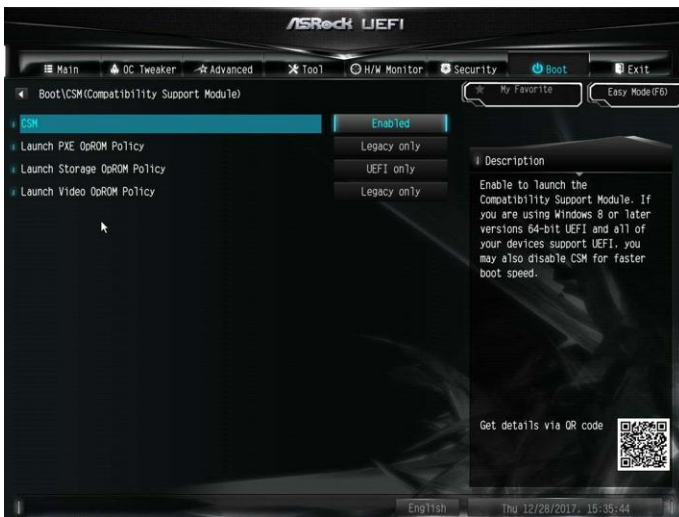 ASRock UEFI
Main OC Tweaker Advanced Tool H/W Monitor Security Boot Exit
Boot\CSM(Compatibility Support Module)
My Favorite
Easy Mode(F6)
CSM Enabled
Launch PXE OpROM Policy Legacy only
Launch Storage OpROM Policy UEFI only
Launch Video OpROM Policy Legacy only
Description
Enable to launch the
Compatibility Support Module. If
you are using Windows 8 or later
versions 64-bit UEFI and all of
your devices support UEFI, you
may also disable CSM for faster
boot speed.
Get details via QR code
English
Thu 12/28/2017, 15:35:44